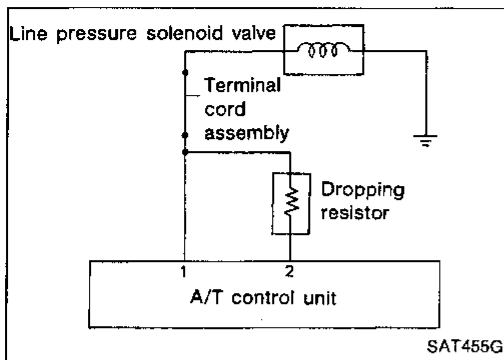 Line pressure solenoid valve
Terminal
cord
assembly
Dropping
resistor
1 2
A/T control unit
SAT455G